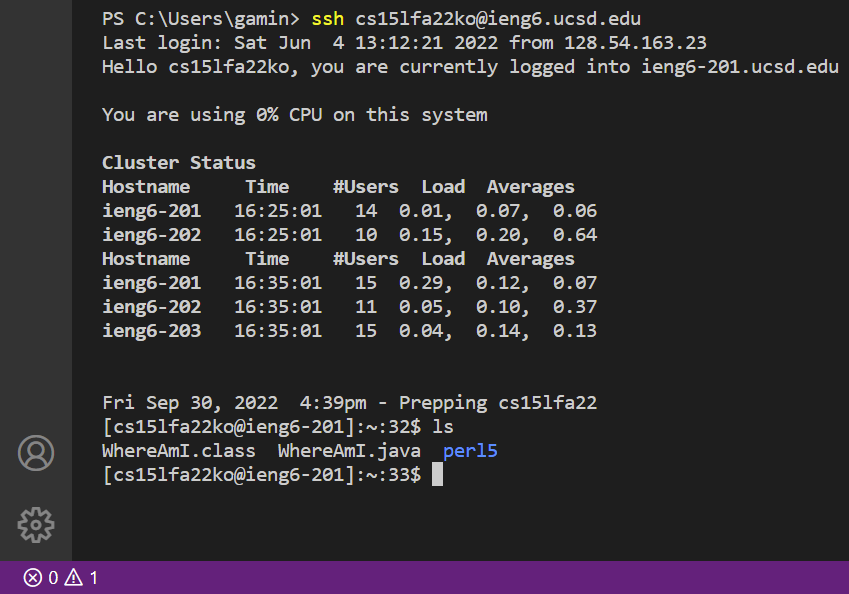 PS C:\Users\gamin> ssh cs15lfa22ko@ieng6.ucsd.edu
Last login: Sat Jun  4 13:12:21 2022 from 128.54.163.23
Hello cs15lfa22ko, you are currently logged into ieng6-201.ucsd.edu
You are using 0% CPU on this system
Cluster Status
Hostname     Time    #Users  Load  Averages
ieng6-201   16:25:01   14  0.01,  0.07,  0.06
ieng6-202   16:25:01   10  0.15,  0.20,  0.64
Hostname     Time    #Users  Load  Averages
ieng6-201   16:35:01   15  0.29,  0.12,  0.07
ieng6-202   16:35:01   11  0.05,  0.10,  0.37
ieng6-203   16:35:01   15  0.04,  0.14,  0.13
Fri Sep 30, 2022  4:39pm - Prepping cs15lfa22
[cs15lfa22ko@ieng6-201]:~:32$ ls
WhereAmI.class  WhereAmI.java  perl5
[cs15lfa22ko@ieng6-201]:~:33$
0 1